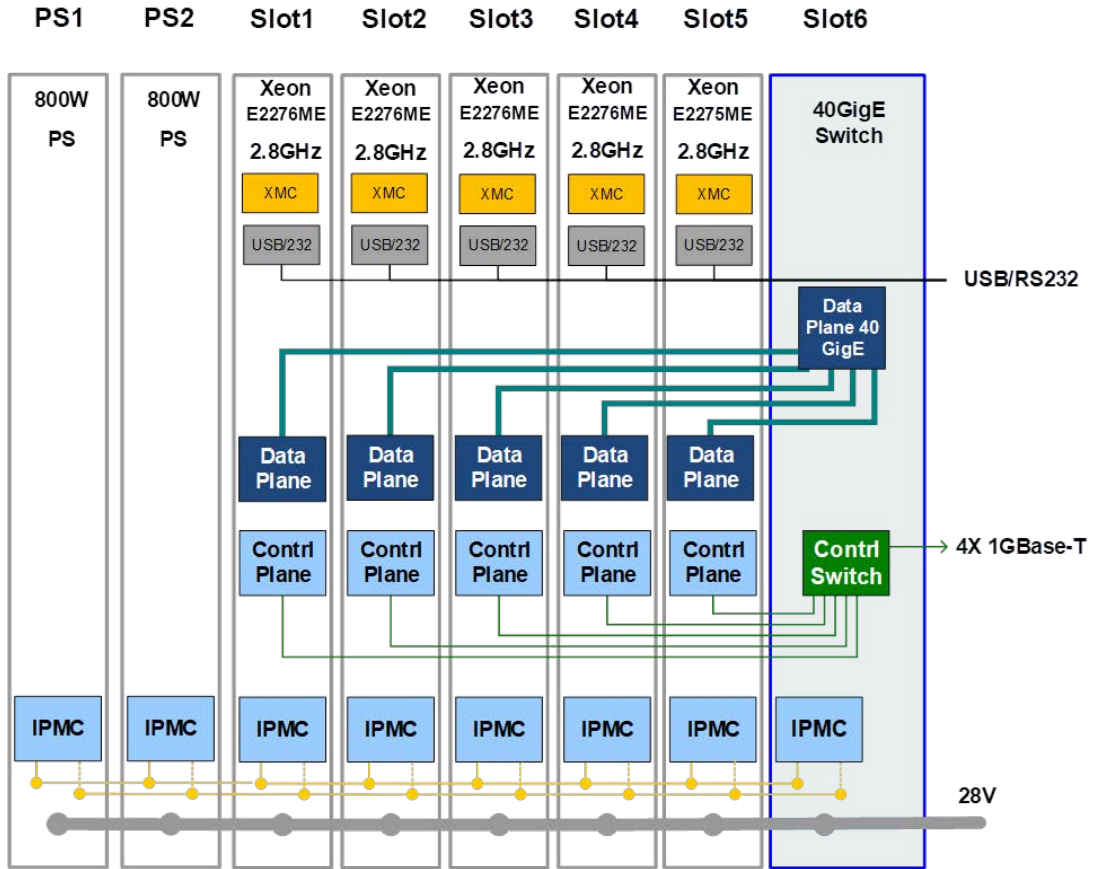 PS1 PS2 Slot1 Slot2 Slot3 Slot4 Slot5 Slot6
800W
PS
800W
PS
Xeon
E2276ME
2.8GHz
XMC
USB/232
Xeon
E2276ME
2.8GHz
XMC
USB/232
Xeon
E2276ME
2.8GHz
XMC
USB/232
Xeon
E2276ME
2.8GHz
XMC
USB/232
Xeon
E2275ME
2.8GHz
XMC
USB/232
40GigE
Switch
USB/RS232
Data
Plane 40
GigE
Data
Plane
Data
Plane
Data
Plane
Data
Plane
Data
Plane
Contrl
Plane
Contrl
Plane
Contrl
Plane
Contrl
Plane
Contrl
Plane
Contrl
Switch
4X 1GBase-T
IPMC IPMC IPMC IPMC IPMC IPMC IPMC IPMC
28V